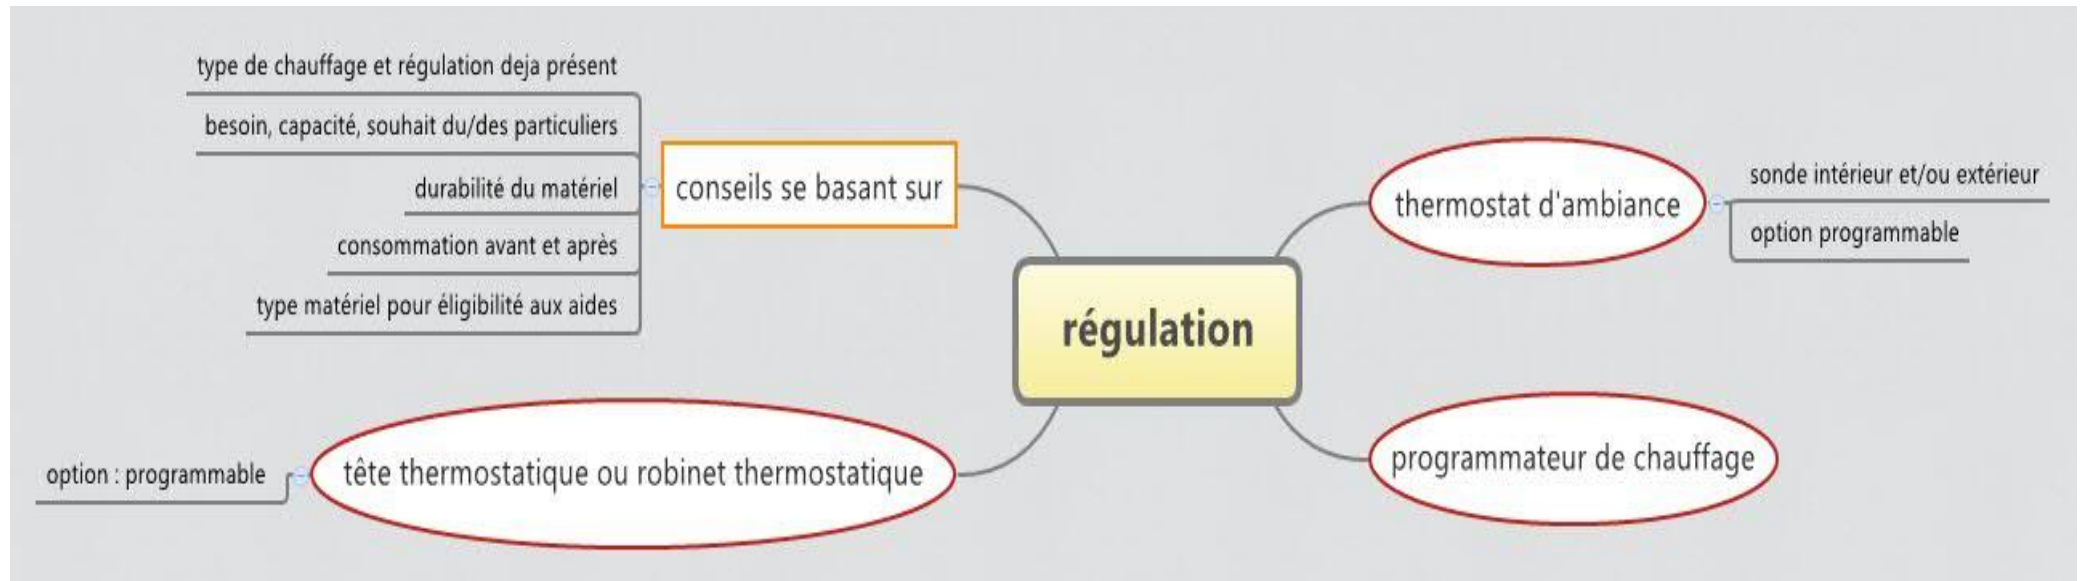 type de chauffage et régulation deja présent
besoin, capacité, souhait du/des particuliers
durabilité du matériel
consommation avant et après
type matériel pour éligibilité aux aides
conseils se basant sur
thermostat d'ambiance
sonde intérieur et/ou extérieur
option programmable
régulation
option : programmable
tête thermostatique ou robinet thermostatique
programmateur de chauffage